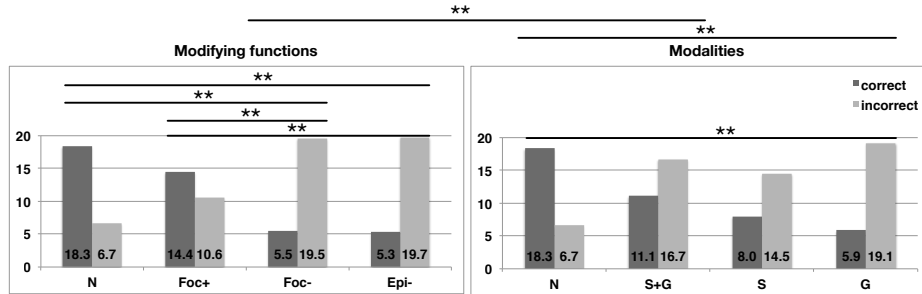 **
**
Modifying functions
Modalities
**
**
**
**
correct
incorrect
20
15
10
5
0
18.3 6.7 14.4 10.6 5.5 19.5 5.3 19.7
N Foc+ Foc- Epi-
**
20
15
10
5
0
18.3 6.7 11.1 16.7 8.0 14.5 5.9 19.1
N S+G S G